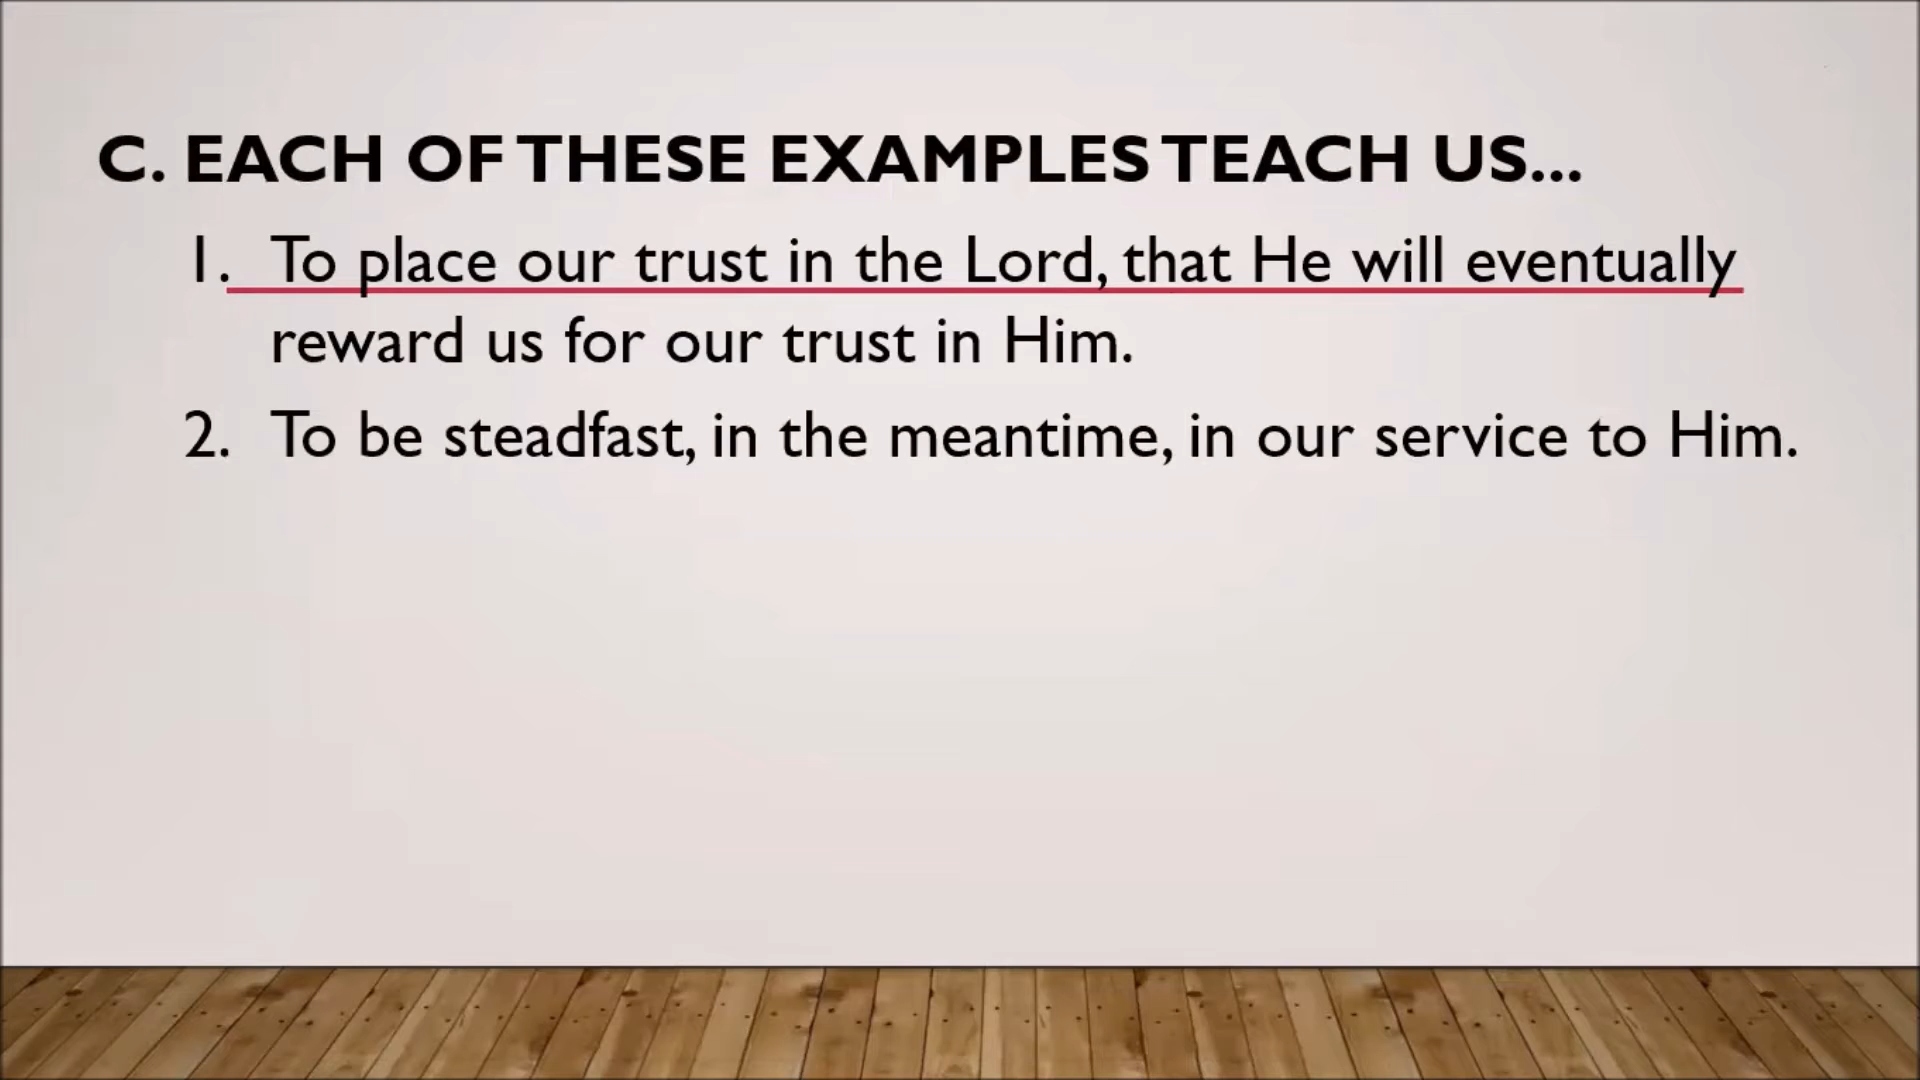 C. EACH OF THESE EXAMPLES TEACH US...
1. To place our trust in the Lord, that He will eventually
reward us for our trust in Him.
2. To be steadfast, in the meantime, in our service to Him.